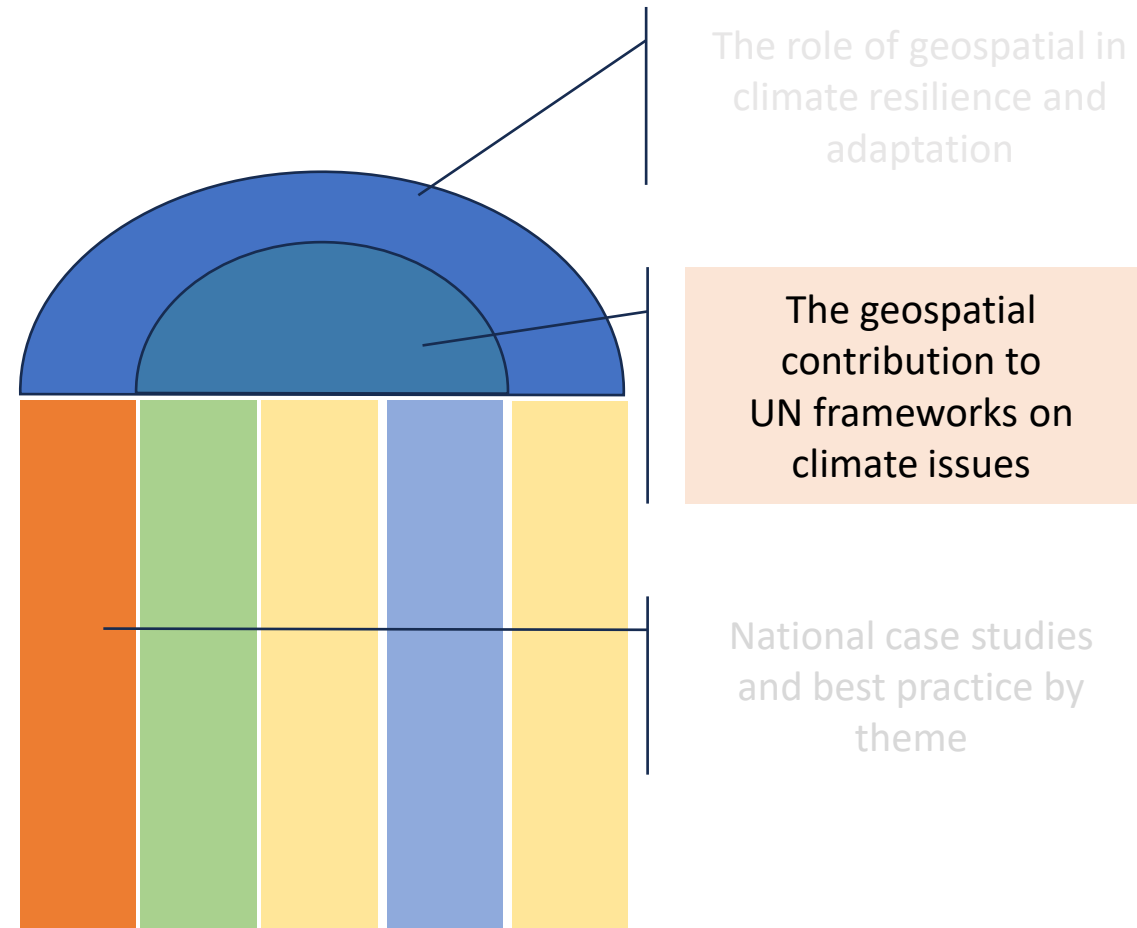 The role of geospatial in
climate resilience and
adaptation
The geospatial
contribution to
UN frameworks on
climate issues
National case studies
and best practice by
theme